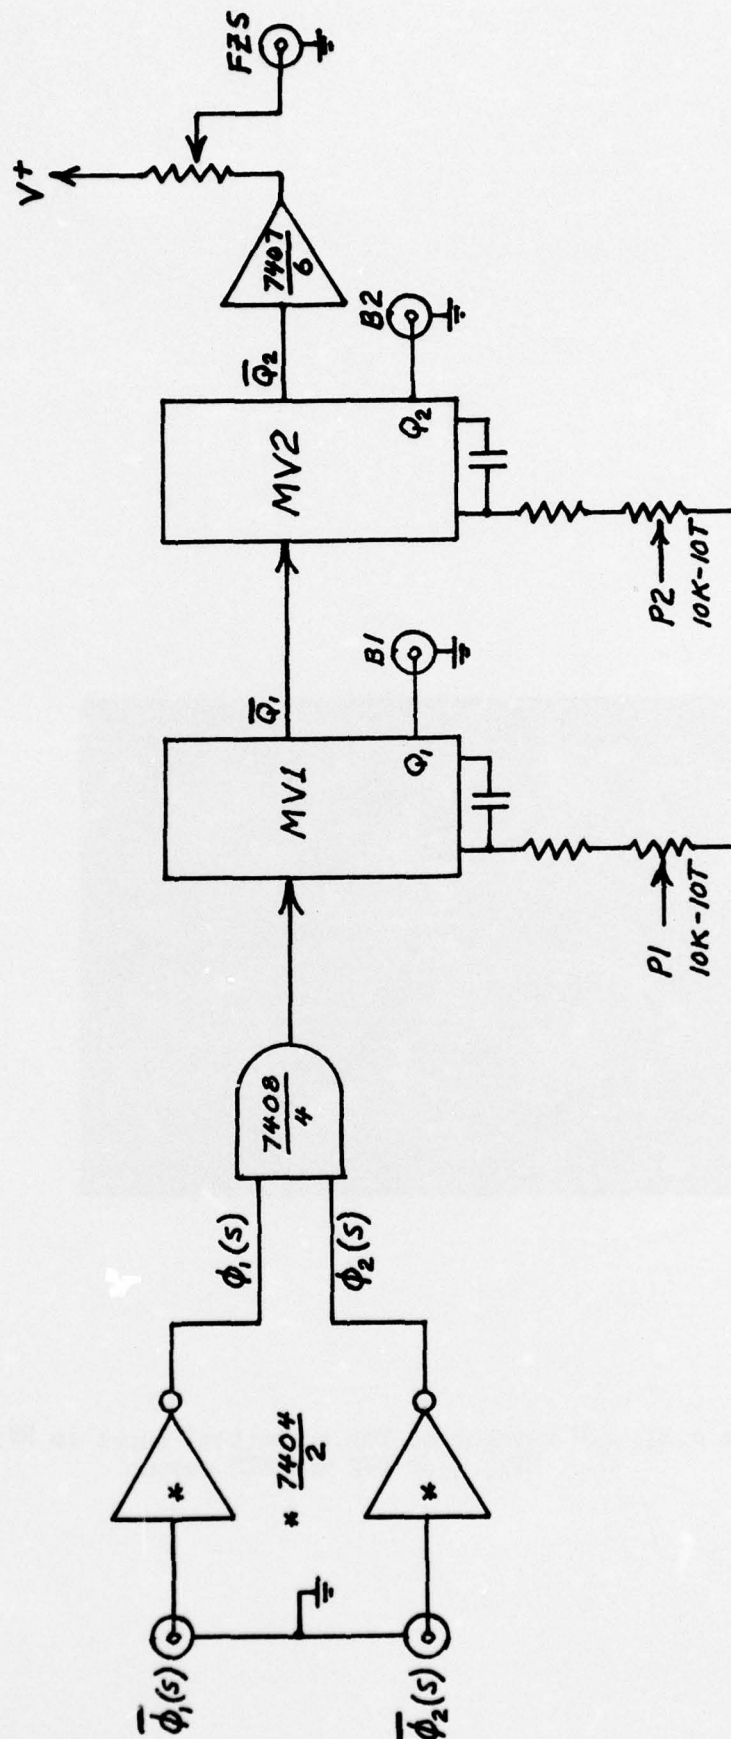 V+
FZS
7407
6
Q̅₂
B2
MV2
Q₂
P2
10K-10T
Q̅₁
B1
MV1
Q₁
P1
10K-10T
7408
4
ϕ₁(s)
ϕ₂(s)
* 7404
2
*
*
ϕ̅₁(s)
ϕ̅₂(s)